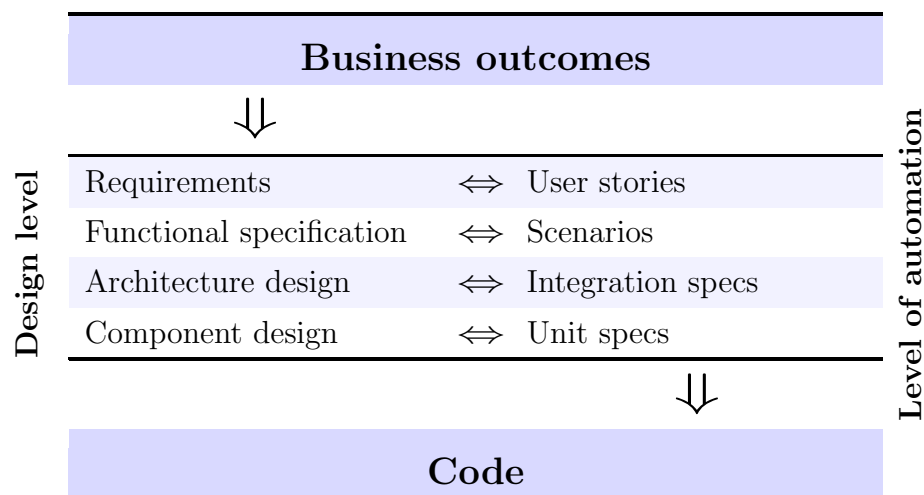 Business outcomes
⇓
Design level
Requirements ⇔ User stories
Functional specification ⇔ Scenarios
Architecture design ⇔ Integration specs
Component design ⇔ Unit specs
Level of automation
⇓
Code